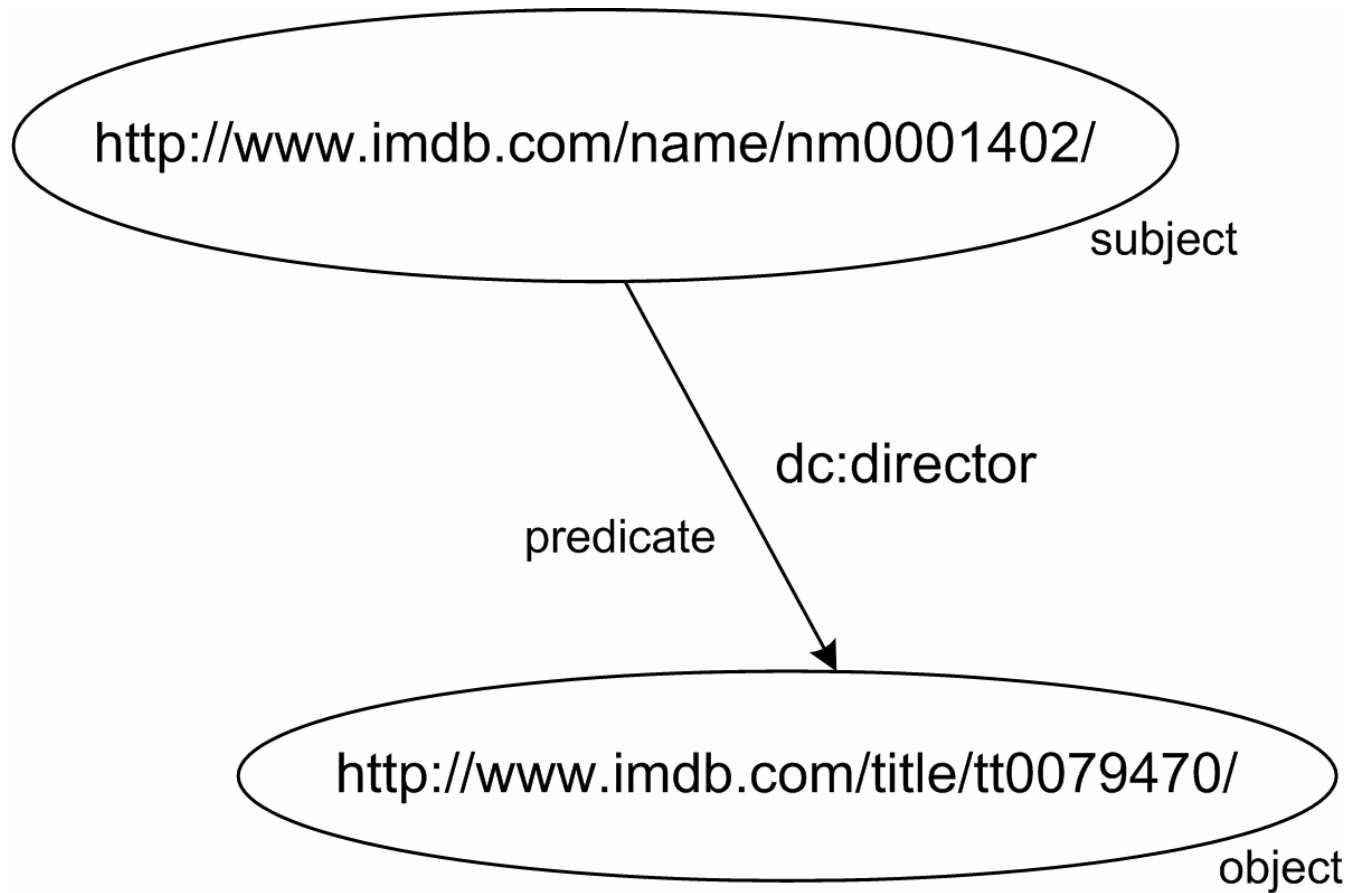 http://www.imdb.com/name/nm0001402/
subject
dc:director
predicate
http://www.imdb.com/title/tt0079470/
object